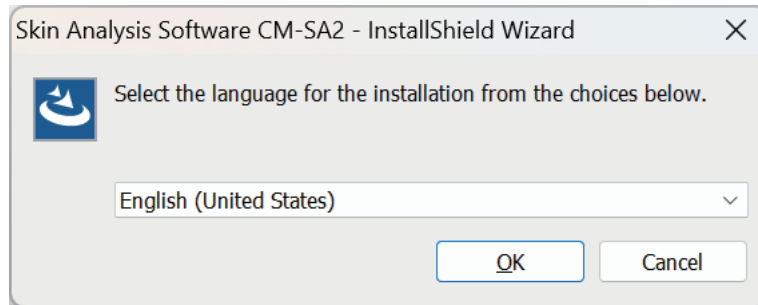 Skin Analysis Software CM-SA2 - InstallShield Wizard
Select the language for the installation from the choices below.
English (United States)
OK
Cancel